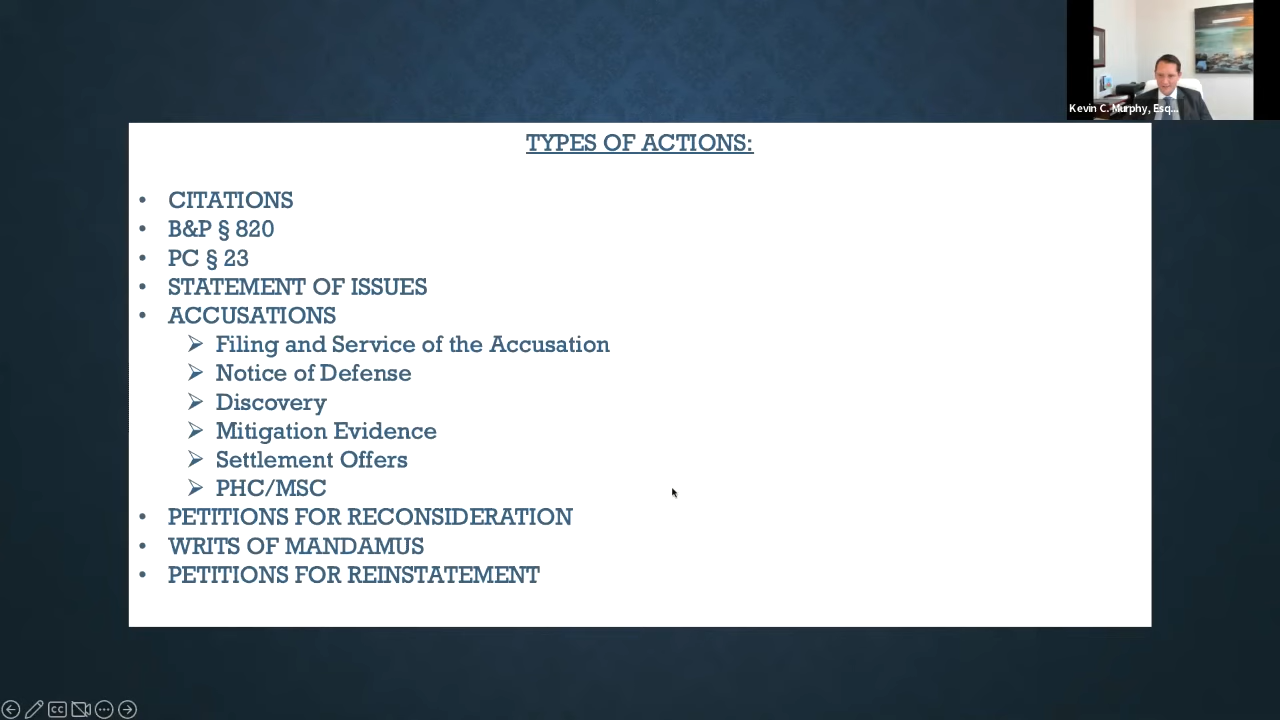 Kevin C. Murphy, Esq...
TYPES OF ACTIONS:
• CITATIONS
• B&P § 820
• PC § 23
• STATEMENT OF ISSUES
• ACCUSATIONS
➢ Filing and Service of the Accusation
➢ Notice of Defense
➢ Discovery
➢ Mitigation Evidence
➢ Settlement Offers
➢ PHC/MSC
• PETITIONS FOR RECONSIDERATION
• WRITS OF MANDAMUS
• PETITIONS FOR REINSTATEMENT
CC